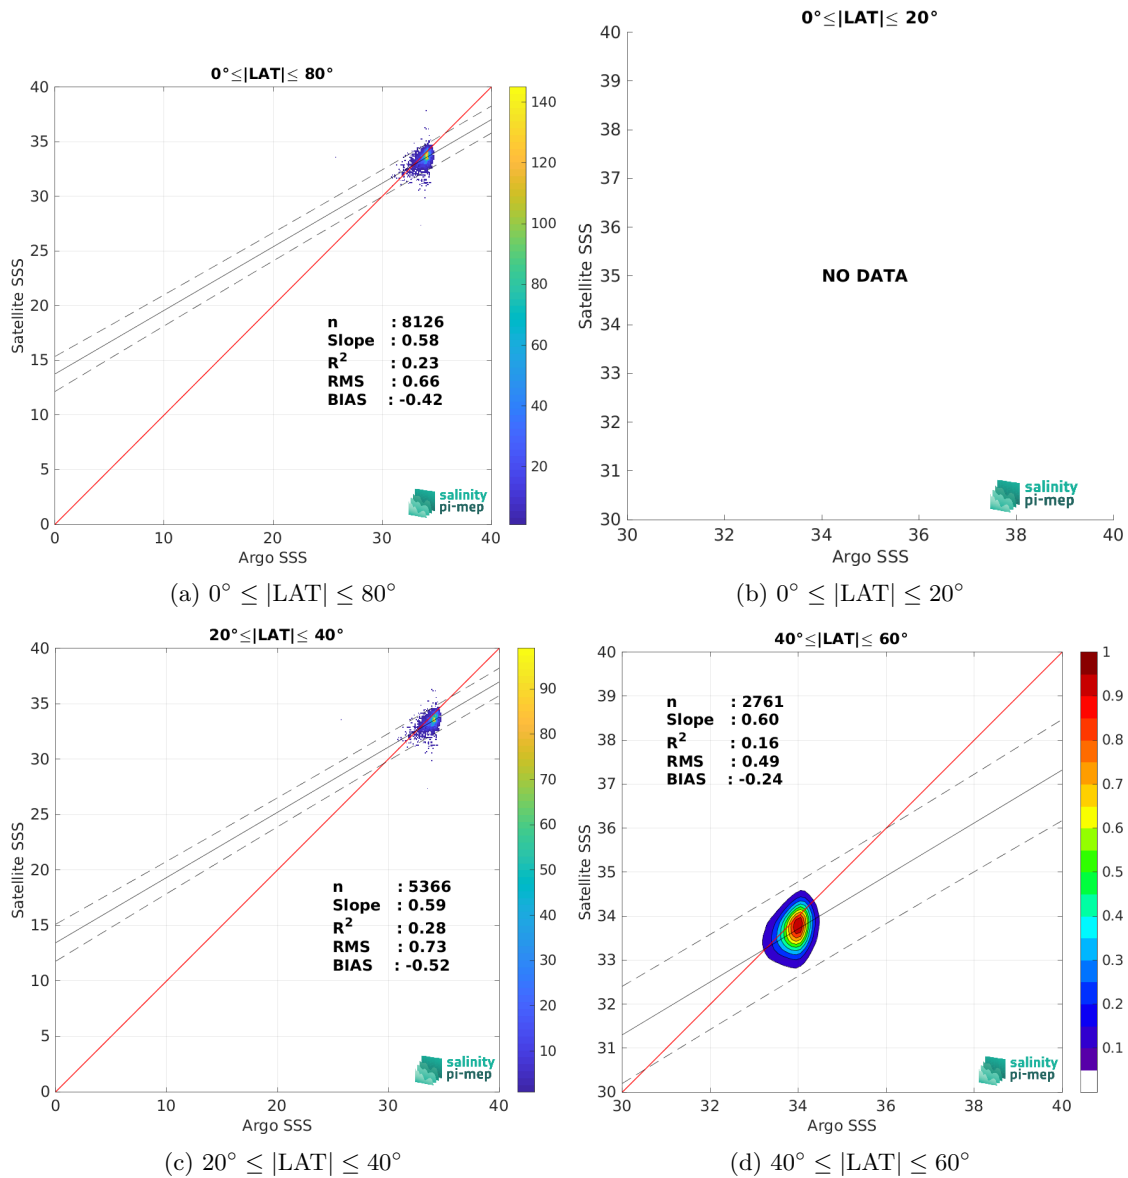 0°≤|LAT|≤ 80°
40
35
30
25
20
15
10
5
0
Satellite SSS
n : 8126
Slope : 0.58
R² : 0.23
RMS : 0.66
BIAS : -0.42
salinity
pi-mep
0 10 20 30 40
Argo SSS
140
120
100
80
60
40
20
(a) 0° ≤ |LAT| ≤ 80°
0°≤|LAT|≤ 20°
40
39
38
37
36
35
34
33
32
31
30
Satellite SSS
NO DATA
salinity
pi-mep
30 32 34 36 38 40
Argo SSS
(b) 0° ≤ |LAT| ≤ 20°
20°≤|LAT|≤ 40°
40
35
30
25
20
15
10
5
0
Satellite SSS
n : 5366
Slope : 0.59
R² : 0.28
RMS : 0.73
BIAS : -0.52
salinity
pi-mep
0 10 20 30 40
Argo SSS
90
80
70
60
50
40
30
20
10
(c) 20° ≤ |LAT| ≤ 40°
40°≤|LAT|≤ 60°
40
39
38
37
36
35
34
33
32
31
30
Satellite SSS
n : 2761
Slope : 0.60
R² : 0.16
RMS : 0.49
BIAS : -0.24
salinity
pi-mep
30 32 34 36 38 40
Argo SSS
1
0.9
0.8
0.7
0.6
0.5
0.4
0.3
0.2
0.1
(d) 40° ≤ |LAT| ≤ 60°